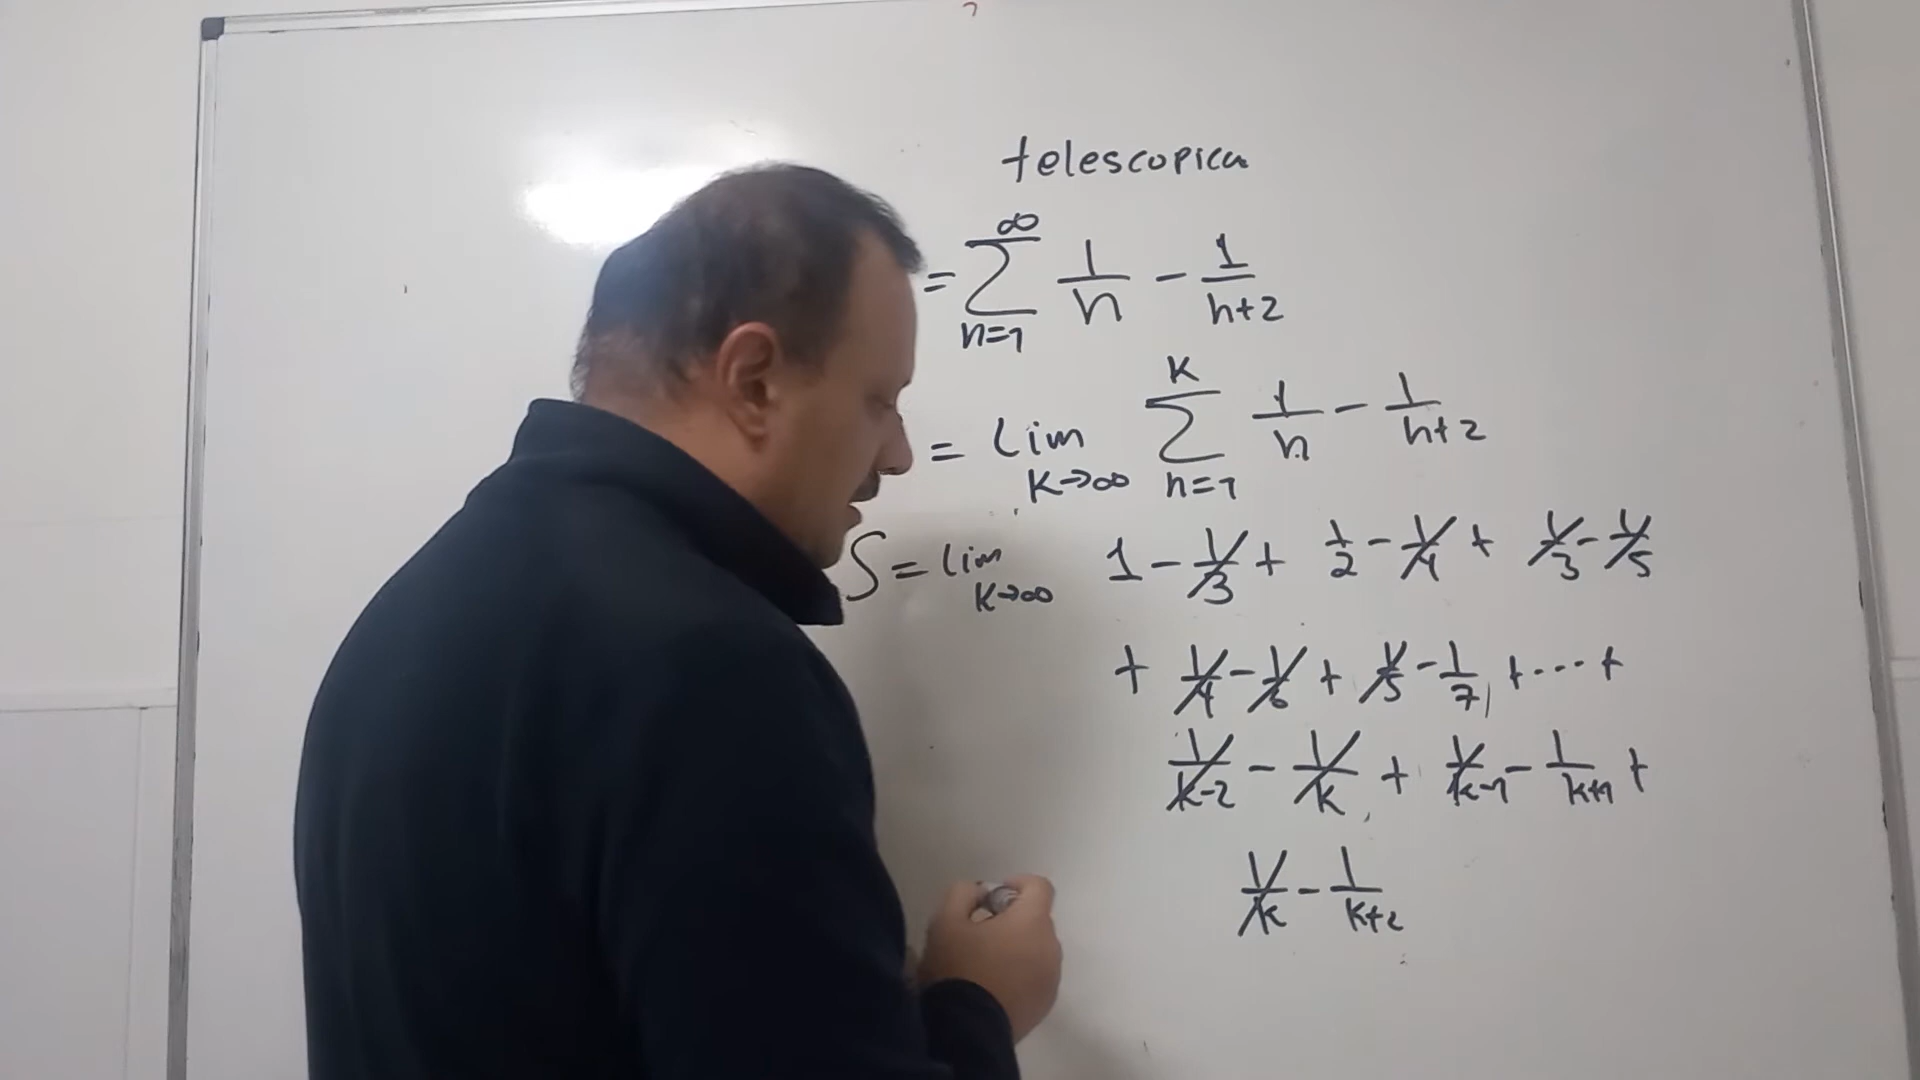 telescopica
= ∑_{n=1}^{∞} 1/n - 1/(n+2)
= lim_{k→∞} ∑_{n=1}^{k} 1/n - 1/(n+2)
S = lim_{k→∞} 1 - 1/3 + 1/2 - 1/4 + 1/3 - 1/5
+ 1/4 - 1/6 + 1/5 - 1/7 + ... +
1/(k-2) - 1/k + 1/(k-1) - 1/(k+1) +
1/k - 1/(k+2)